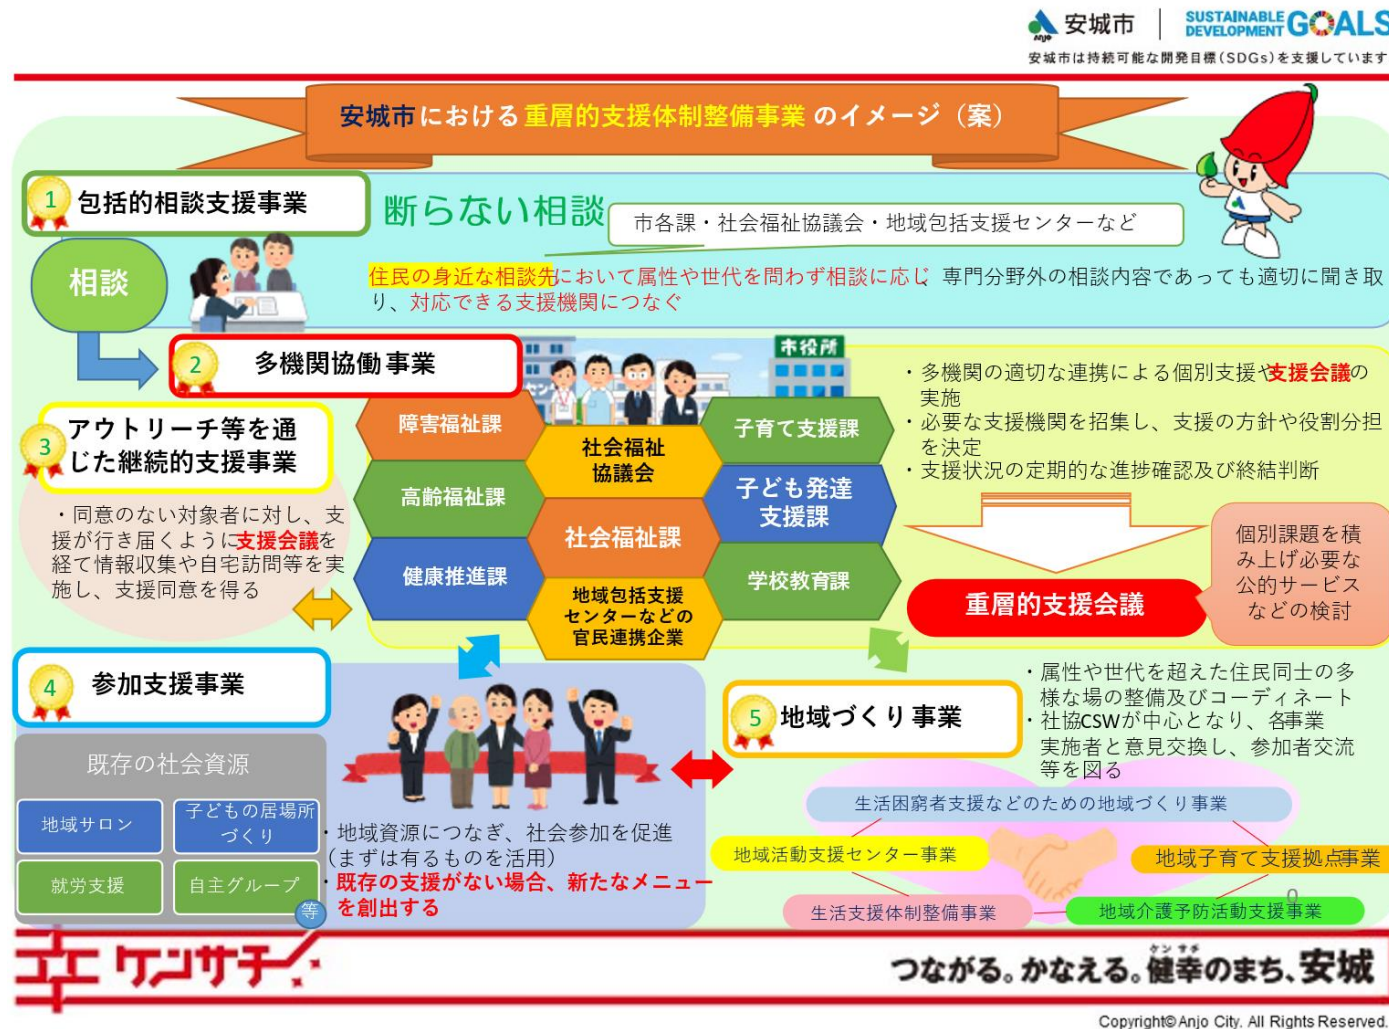 安城市
Anjo
SUSTAINABLE DEVELOPMENT GOALS
安城市は持続可能な開発目標(SDGs)を支援しています
安城市における重層的支援体制整備事業のイメージ（案）
1
包括的相談支援事業
断らない相談
市各課・社会福祉協議会・地域包括支援センターなど
相談
住民の身近な相談先において属性や世代を問わず相談に応じ、専門分野外の相談内容であっても適切に聞き取
り、対応できる支援機関につなぐ
2
多機関協働事業
セン
市役所
・多機関の適切な連携による個別支援や支援会議の
実施
・必要な支援機関を招集し、支援の方針や役割分担
を決定
・支援状況の定期的な進捗確認及び終結判断
障害福祉課
高齢福祉課
健康推進課
社会福祉
協議会
社会福祉課
地域包括支援
センターなどの
官民連携企業
子育て支援課
子ども発達
支援課
学校教育課
重層的支援会議
個別課題を積
み上げ必要な
公的サービス
などの検討
3
アウトリーチ等を通
じた継続的支援事業
・同意のない対象者に対し、支
援が行き届くように支援会議を
経て情報収集や自宅訪問等を実
施し、支援同意を得る
4
参加支援事業
既存の社会資源
地域サロン
子どもの居場所
づくり
就労支援
自主グループ
等
・地域資源につなぎ、社会参加を促進
（まずは有るものを活用）
・既存の支援がない場合、新たなメニュー
を創出する
5
地域づくり事業
・属性や世代を超えた住民同士の多
様な場の整備及びコーディネート
・社協CSWが中心となり、各事業
実施者と意見交換し、参加者交流
等を図る
生活困窮者支援などのための地域づくり事業
地域活動支援センター事業
地域子育て支援拠点事業
生活支援体制整備事業
地域介護予防活動支援事業
0
ケンサチ
つながる。かなえる。健幸のまち、安城
ケンサチ
Copyright© Anjo City, All Rights Reserved.